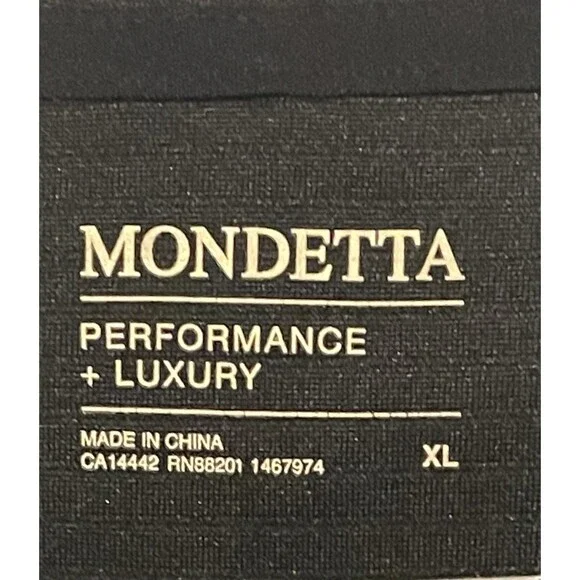 MONDETTA
PERFORMANCE
+ LUXURY
MADE IN CHINA
CA14442 RN88201 1467974
XL